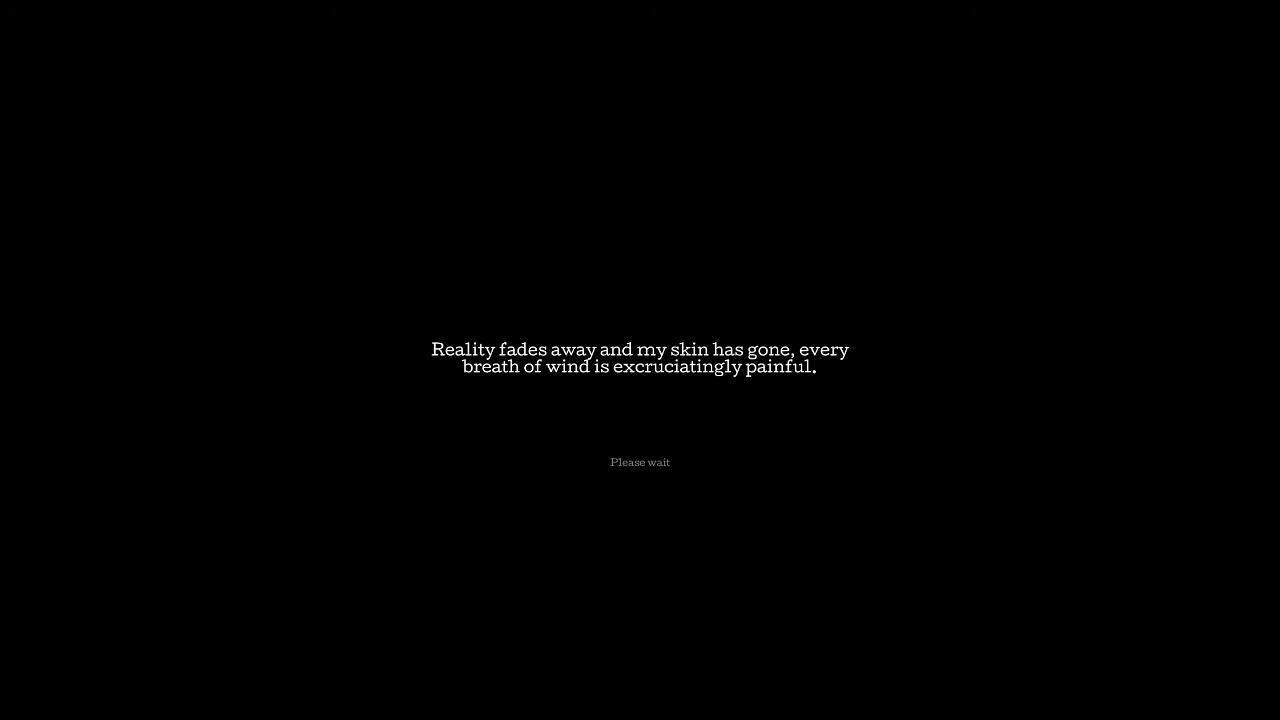 Reality fades away and my skin has gone, every
breath of wind is excruciatingly painful.
Please wait